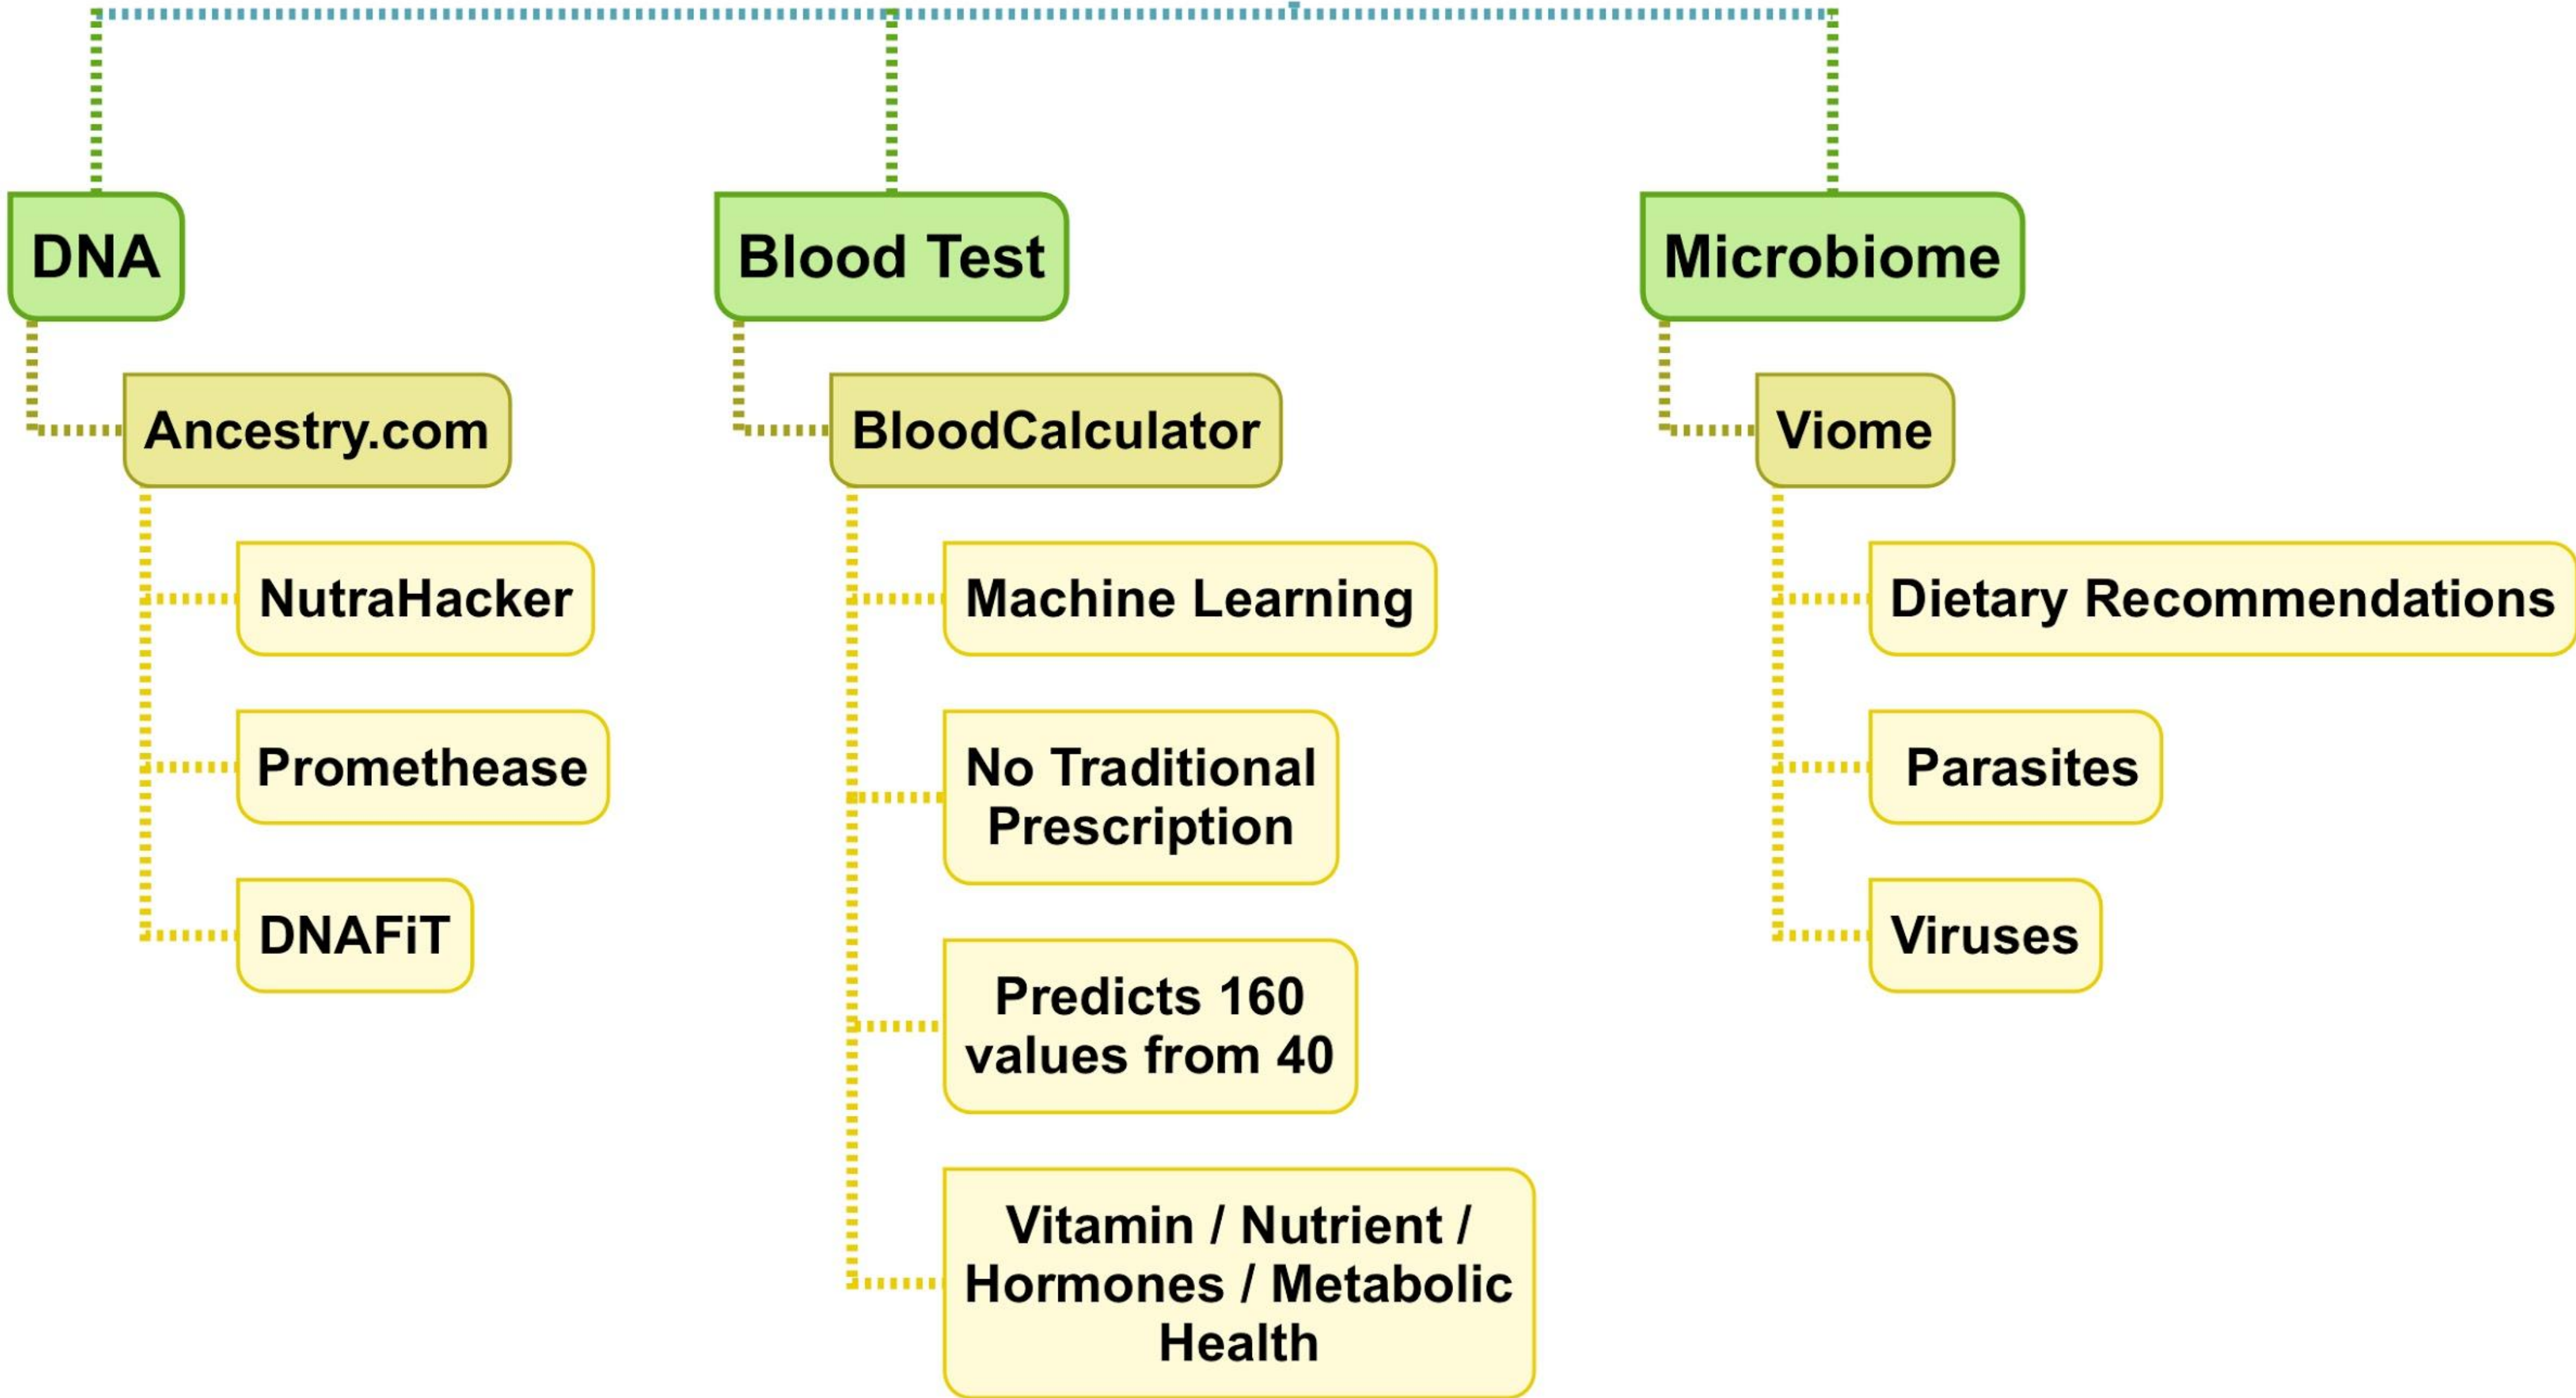 DNA
Ancestry.com
NutraHacker
Promethease
DNAFiT
Blood Test
BloodCalculator
Machine Learning
No Traditional
Prescription
Predicts 160
values from 40
Vitamin / Nutrient /
Hormones / Metabolic
Health
Microbiome
Viome
Dietary Recommendations
Parasites
Viruses